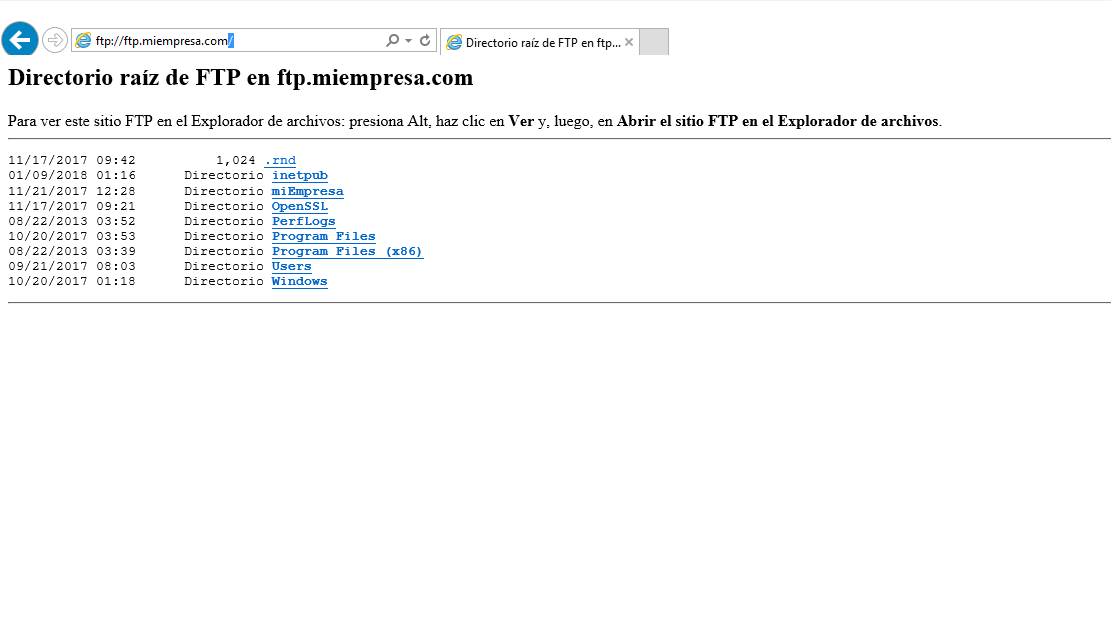 ftp://ftp.miempresa.com/
Directorio raíz de FTP en ftp...
Directorio raíz de FTP en ftp.miempresa.com
Para ver este sitio FTP en el Explorador de archivos: presiona Alt, haz clic en Ver y, luego, en Abrir el sitio FTP en el Explorador de archivos.
11/17/2017 09:42 1,024 .rnd
01/09/2018 01:16 Directorio inetpub
11/21/2017 12:28 Directorio miEmpresa
11/17/2017 09:21 Directorio OpenSSL
08/22/2013 03:52 Directorio PerfLogs
10/20/2017 03:53 Directorio Program Files
08/22/2013 03:39 Directorio Program Files (x86)
09/21/2017 08:03 Directorio Users
10/20/2017 01:18 Directorio Windows